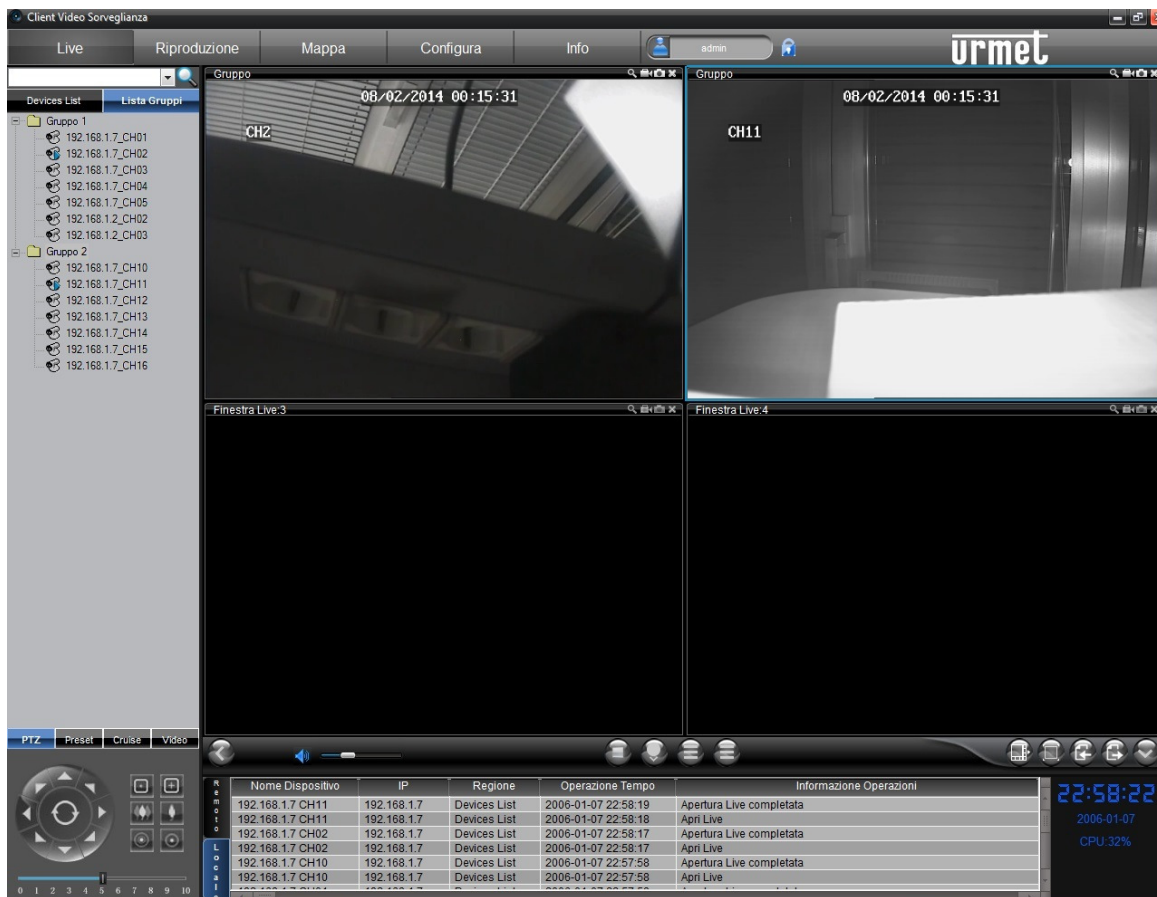 Client Video Sorveglianza
Live Riproduzione Mappa Configura Info admin urmet
Devices List Lista Gruppi
Gruppo 1
192.168.1.7_CH01
192.168.1.7_CH02
192.168.1.7_CH03
192.168.1.7_CH04
192.168.1.7_CH05
192.168.1.2_CH02
192.168.1.2_CH03
Gruppo 2
192.168.1.7_CH10
192.168.1.7_CH11
192.168.1.7_CH12
192.168.1.7_CH13
192.168.1.7_CH14
192.168.1.7_CH15
192.168.1.7_CH16
Gruppo
08/02/2014 00:15:31
CH2
Gruppo
08/02/2014 00:15:31
CH11
Finestra Live:3
Finestra Live:4
PTZ Preset Cruise Video
0 1 2 3 4 5 6 7 8 9 10
Remoto
Locale
Nome Dispositivo IP Regione Operazione Tempo Informazione Operazioni
192.168.1.7 CH11 192.168.1.7 Devices List 2006-01-07 22:58:19 Apertura Live completata
192.168.1.7 CH11 192.168.1.7 Devices List 2006-01-07 22:58:18 Apri Live
192.168.1.7 CH02 192.168.1.7 Devices List 2006-01-07 22:58:17 Apertura Live completata
192.168.1.7 CH02 192.168.1.7 Devices List 2006-01-07 22:58:17 Apri Live
192.168.1.7 CH10 192.168.1.7 Devices List 2006-01-07 22:57:58 Apertura Live completata
192.168.1.7 CH10 192.168.1.7 Devices List 2006-01-07 22:57:58 Apri Live
22:58:22
2006-01-07
CPU:32%